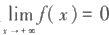 lim f( x ) = 0
x → + ∞